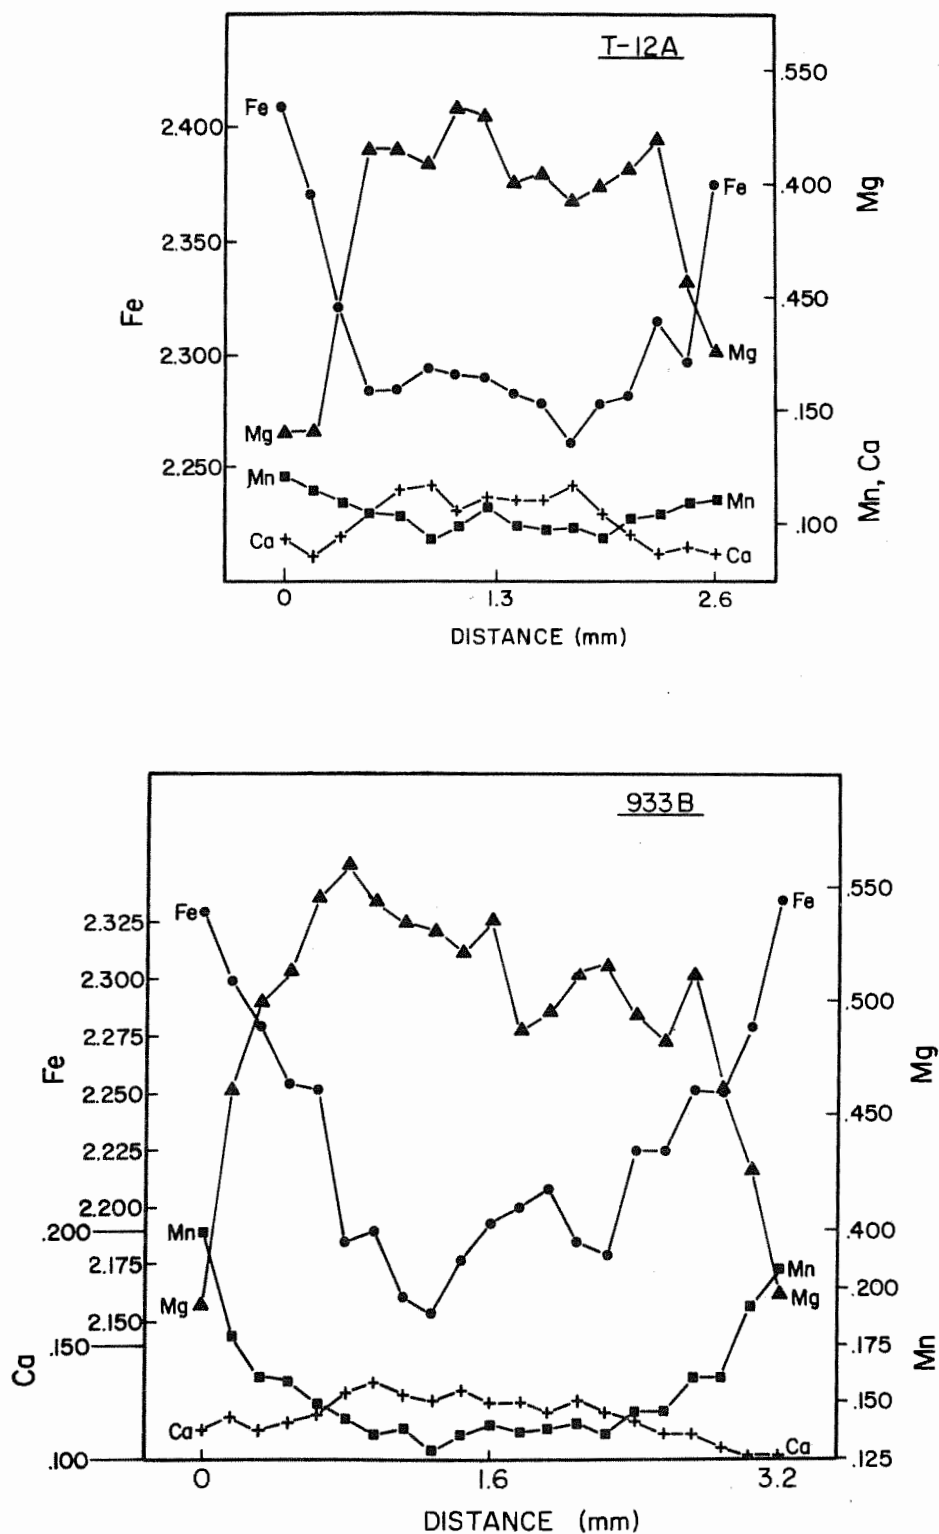 T-12A
.550
Fe
2.400
.400
Fe
Mg
2.350
.450
Fe
2.300
Mg
.150
Mg
2.250
Mn
Mn, Ca
Mn
.100
Ca
Ca
0 1.3 2.6
DISTANCE (mm)
933B
.550
Fe
Fe
2.325
2.300
.500
2.275
Fe
Mg
2.250
.450
2.225
2.200
Mn
.200
.400
2.175
Mn
.200
Mg
Mg
2.150
.150
.175
Ca
Mn
.150
Ca
Ca
.100
.125
0 1.6 3.2
DISTANCE (mm)